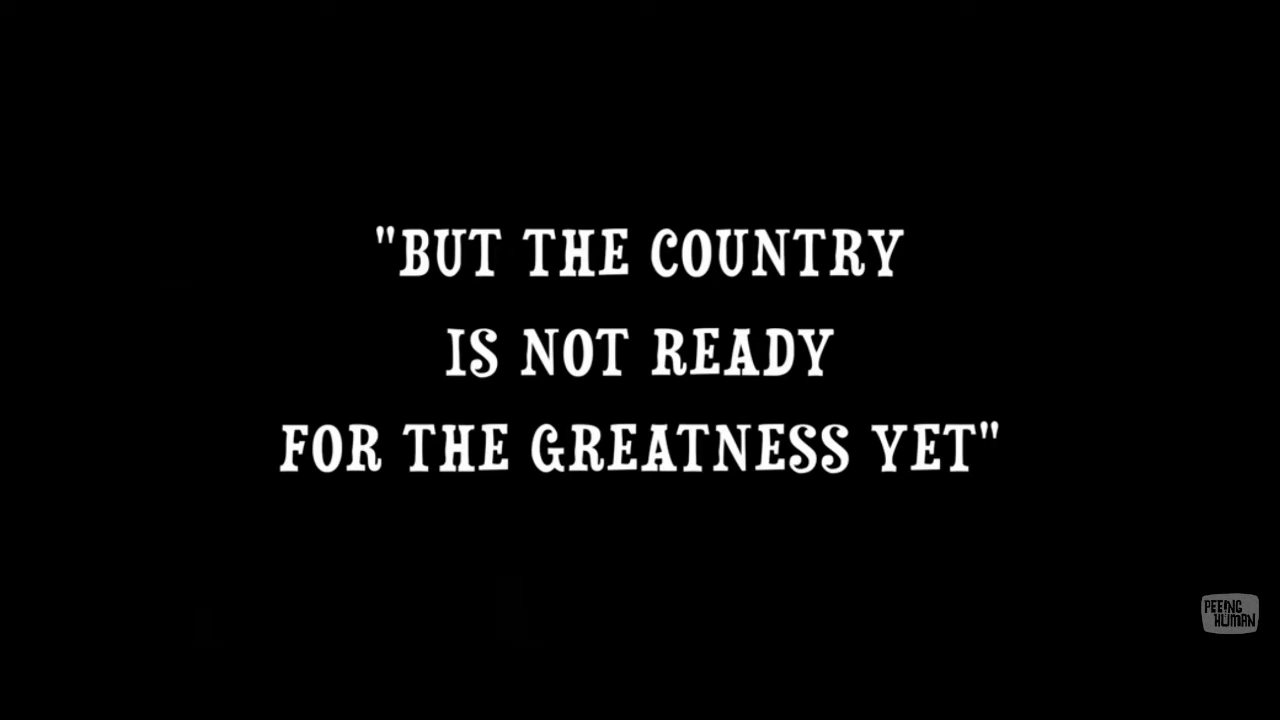 "BUT THE COUNTRY
IS NOT READY
FOR THE GREATNESS YET"
PEEING
HUMAN